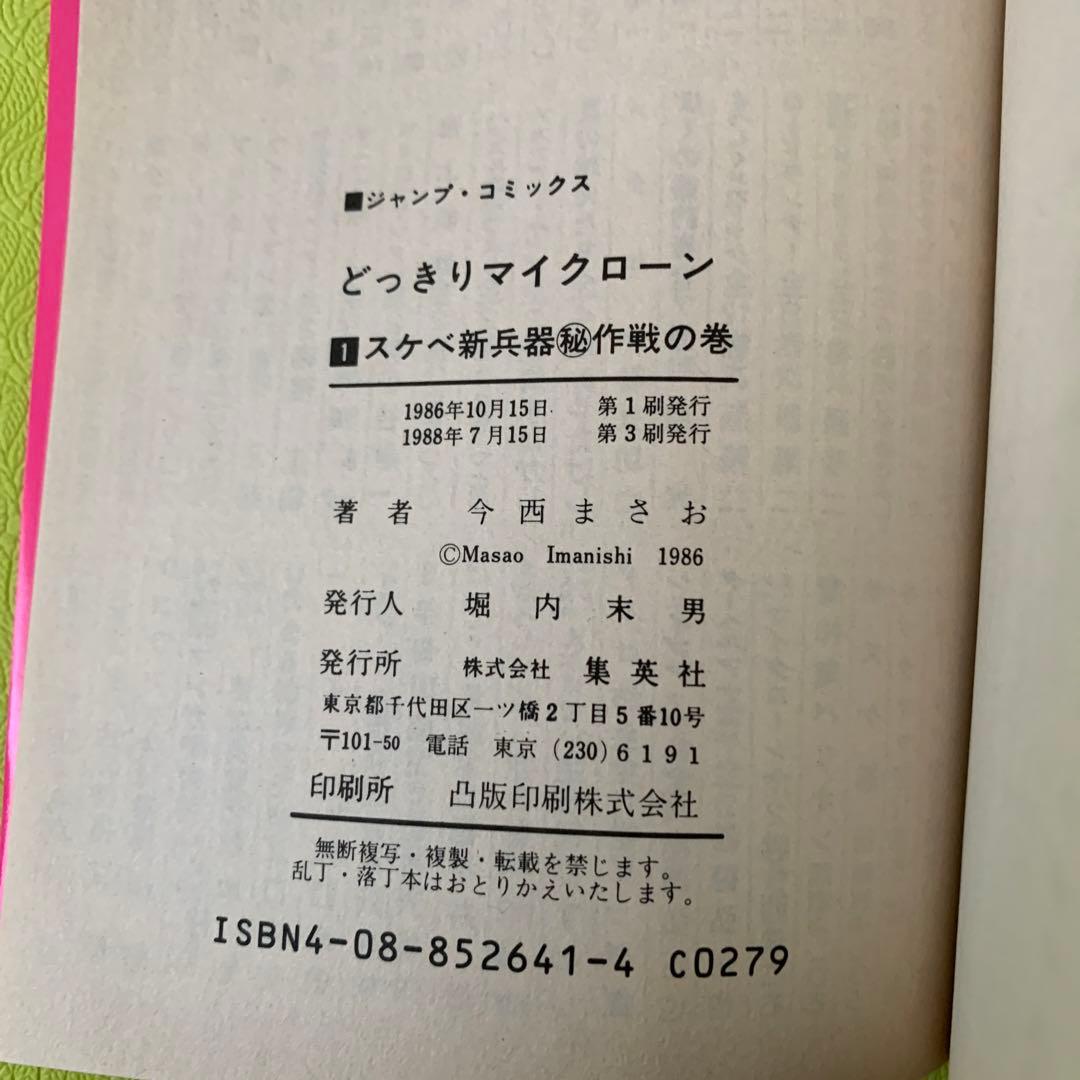 ■ジャンプ・コミックス
どっきりマイクローン
1スケベ新兵器㊙作戦の巻
1986年10月15日 第1刷発行
1988年7月15日 第3刷発行
著者 今西まさお
©Masao Imanishi 1986
発行人 堀内末男
発行所 株式会社 集英社
東京都千代田区一ツ橋2丁目5番10号
〒101-50 電話 東京 (230) 6191
印刷所 凸版印刷株式会社
無断複写・複製・転載を禁じます。
乱丁・落丁本はおとりかえいたします。
ISBN4-08-852641-4 C0279